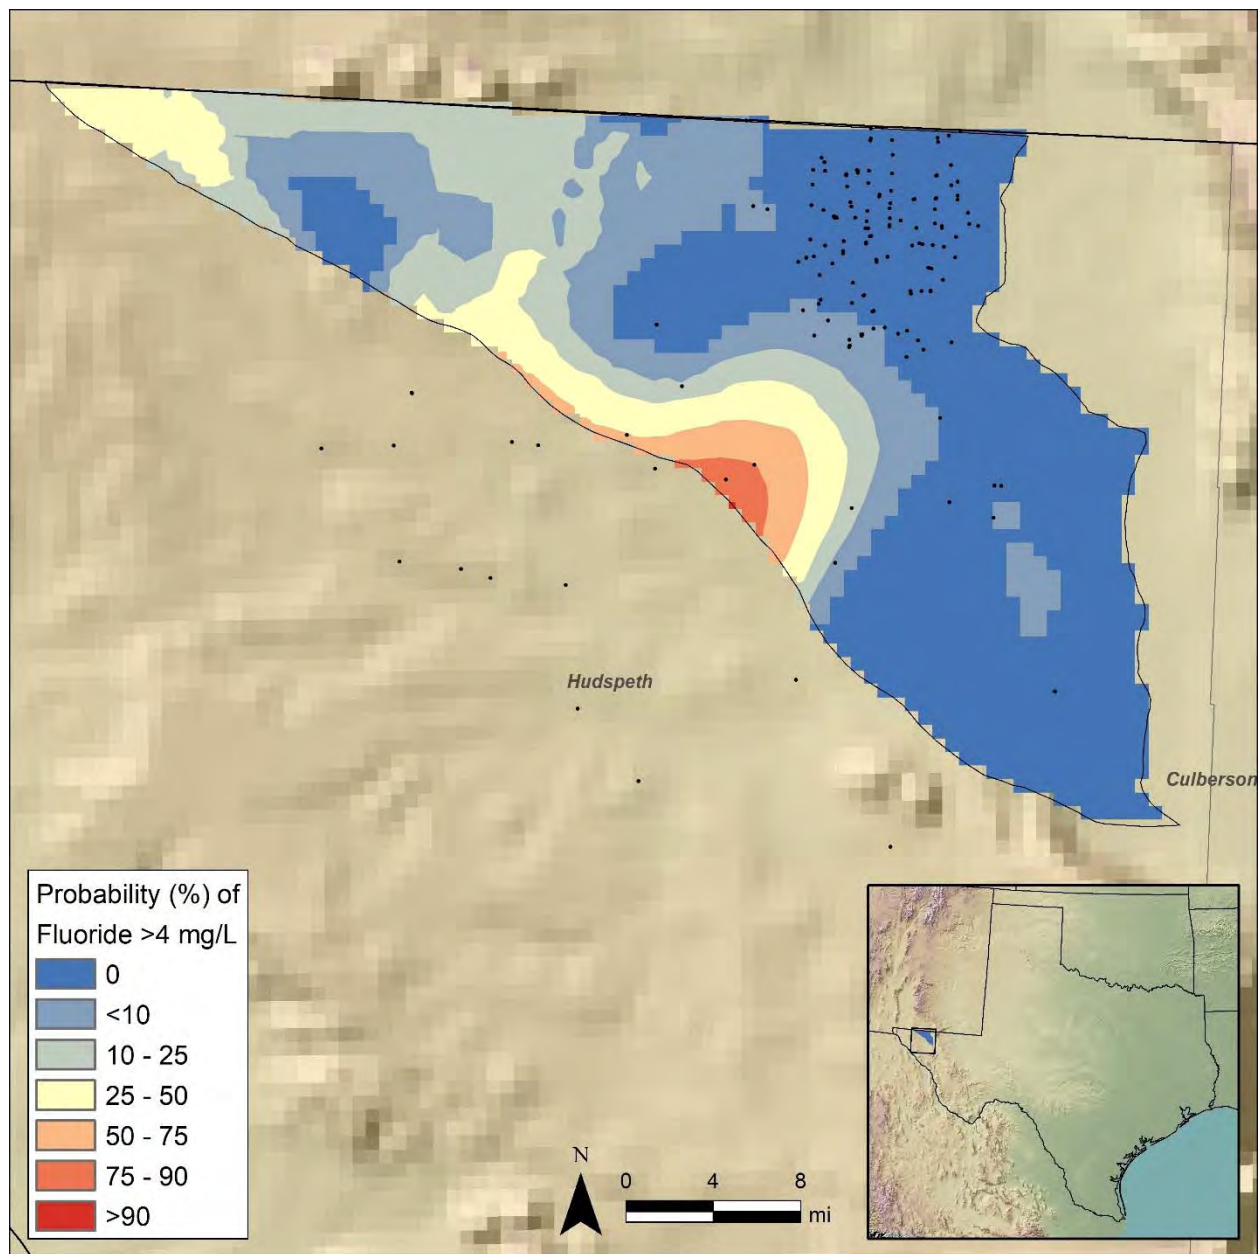 Hudspeth
Culberson
Probability (%) of
Fluoride >4 mg/L
0
<10
10 - 25
25 - 50
50 - 75
75 - 90
>90
N
0 4 8
mi